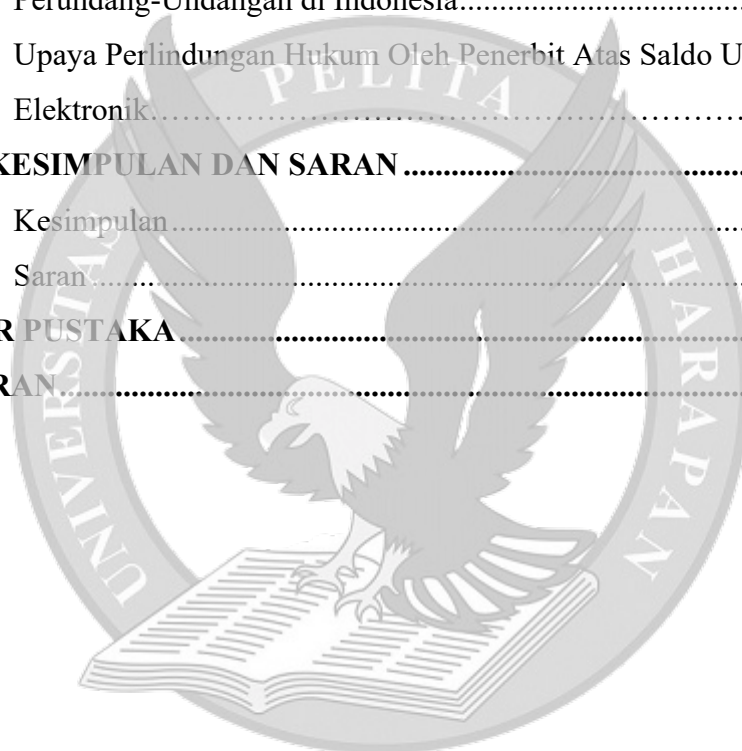 Perundang-Undangan di Indonesia........................................
Upaya Perlindungan Hukum Oleh Penerbit Atas Saldo U
Elektronik……………………………………………………
KESIMPULAN DAN SARAN ..............................................
Kesimpulan ..............................................................................
Saran .........................................................................................
R PUSTAKA ..........................................................................
RAN..........................................................................................
UNIVERSITAS PELITA HARAPAN